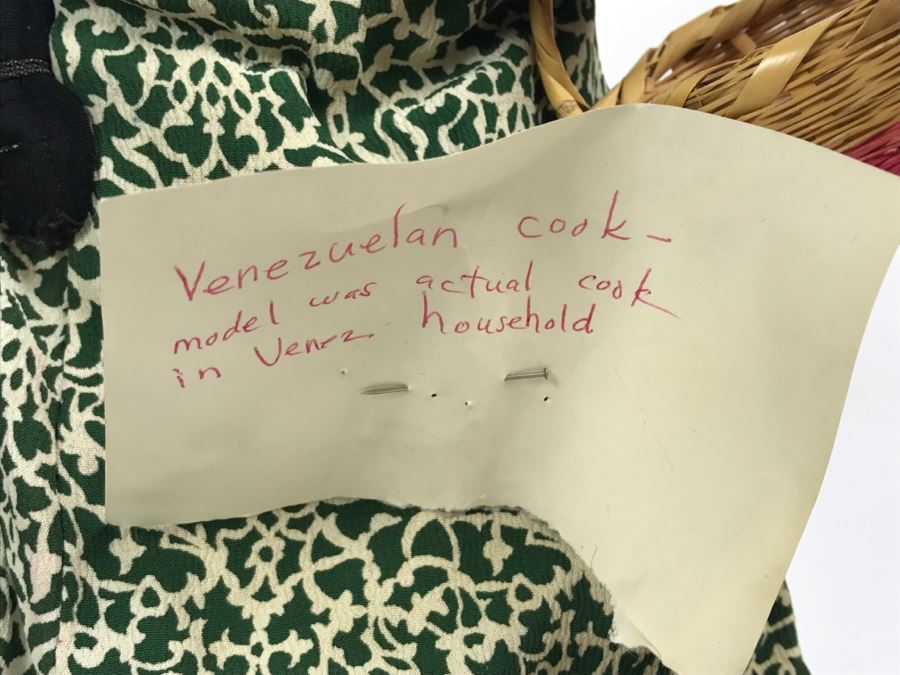 Venezuelan cook -
model was actual cook
in Venez. household